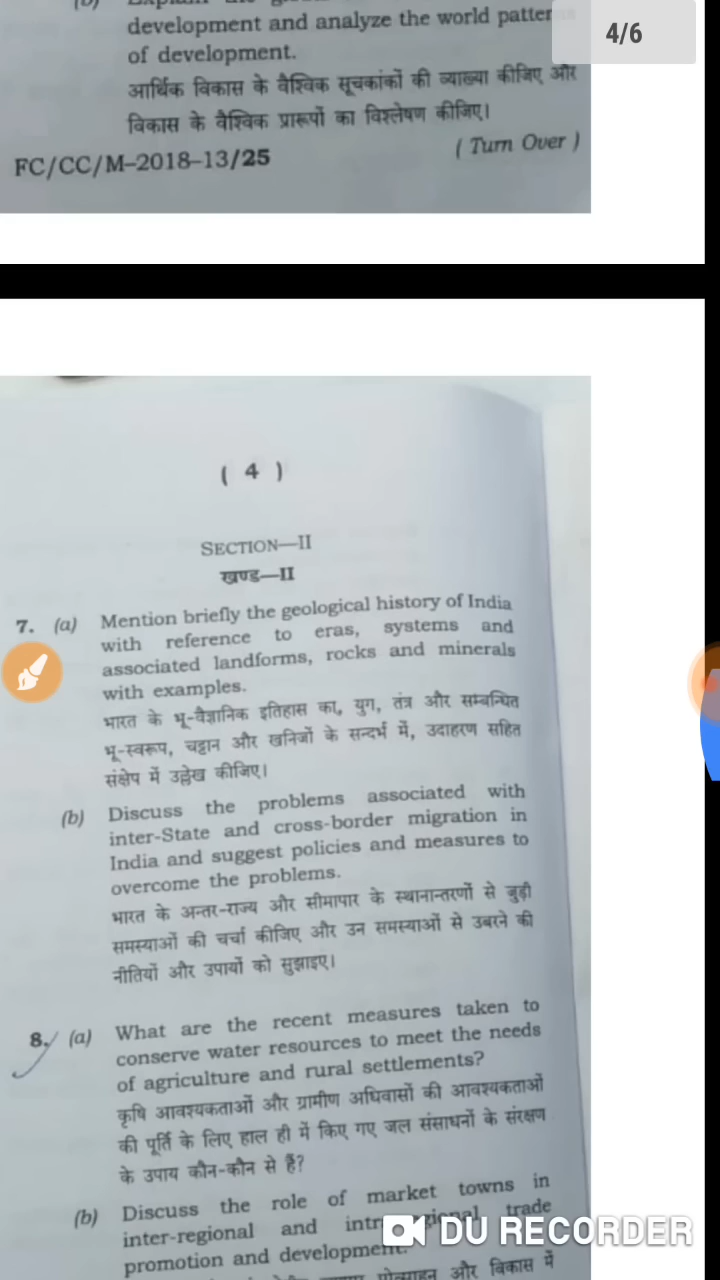 development and analyze the world
of development.
आर्थिक विकास के वैश्विक सूचकांकों की व्याख्या कीजिए और
विकास के वैश्विक प्रारूपों का विश्लेषण कीजिए।
( Turn Over )
FC/CC/M–2018–13/25
4/6
( 4 )
SECTION—II
खण्ड—II
7. (a) Mention briefly the geological history of India
with reference to eras, systems and
associated landforms, rocks and minerals
with examples.
भारत के भू-वैज्ञानिक इतिहास का, युग, तंत्र और सम्बन्धित
भू-स्वरूप, चट्टान और खनिजों के सन्दर्भ में, उदाहरण सहित
संक्षेप में उल्लेख कीजिए।
(b) Discuss the problems associated with
inter-State and cross-border migration in
India and suggest policies and measures to
overcome the problems.
भारत के अन्तर-राज्य और सीमापार के स्थानान्तरणों से जुड़ी
समस्याओं की चर्चा कीजिए और उन समस्याओं से उबरने की
नीतियों और उपायों को सुझाइए।
8. (a) What are the recent measures taken to
conserve water resources to meet the needs
of agriculture and rural settlements?
कृषि आवश्यकताओं और ग्रामीण अधिवासों की आवश्यकताओं
की पूर्ति के लिए हाल ही में किए गए जल संसाधनों के संरक्षण
के उपाय कौन-कौन से हैं?
(b) Discuss the role of market towns in
inter-regional and trade
promotion and development.
और विकास में
DU RECORDER